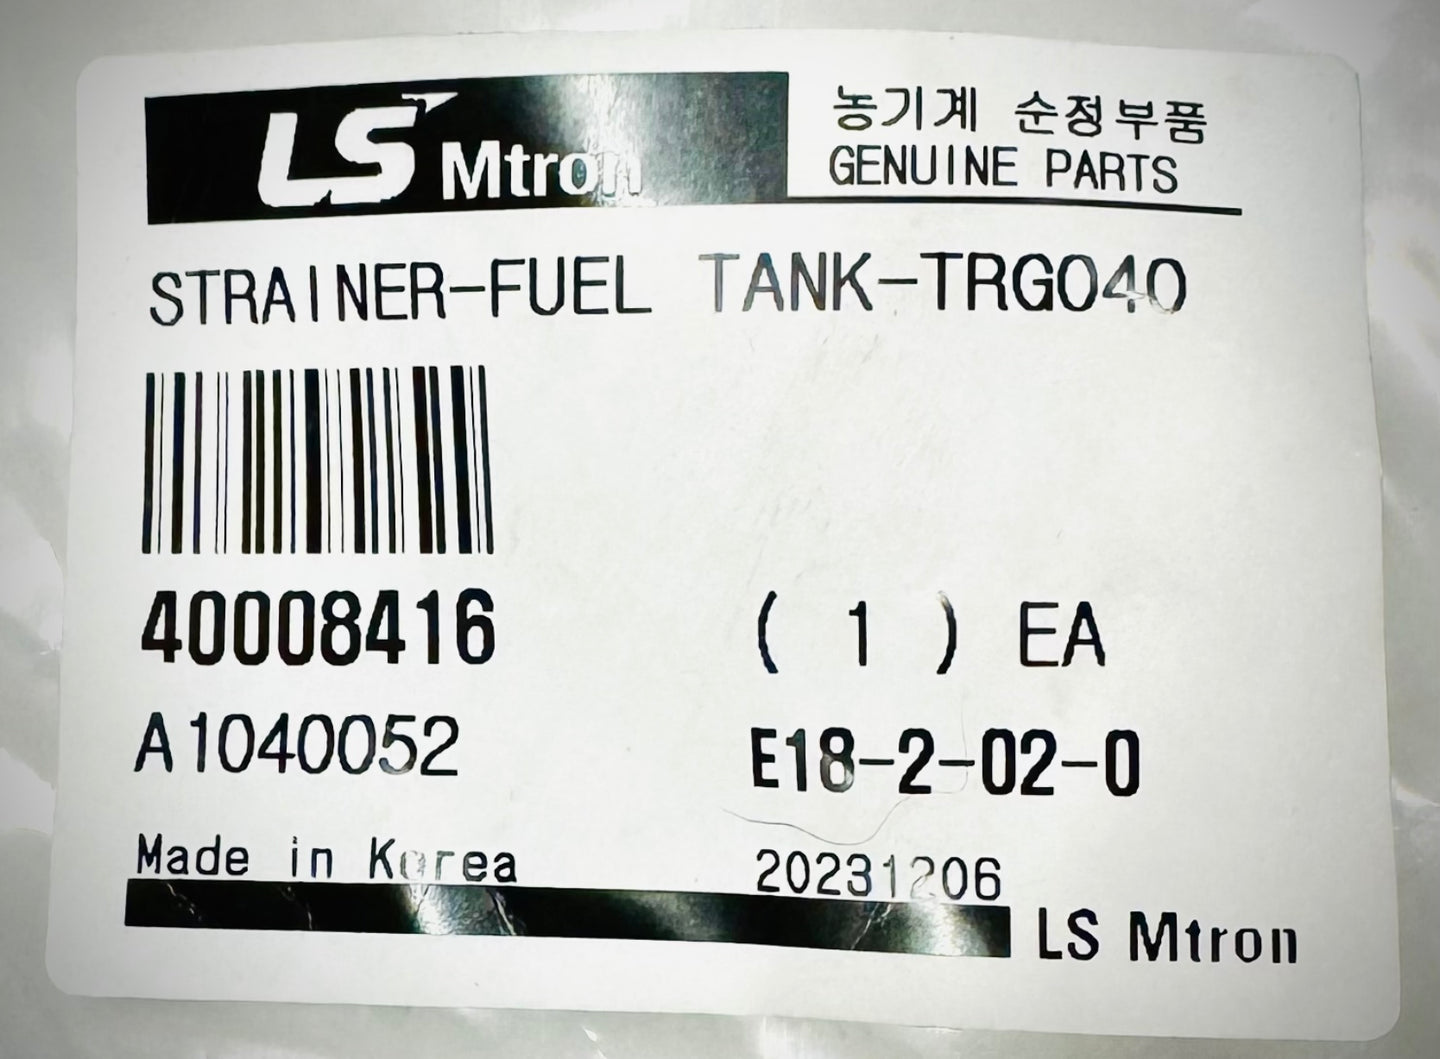 LS Mtron
농기계 순정부품
GENUINE PARTS
STRAINER-FUEL TANK-TRG040
40008416
( 1 ) EA
A1040052
E18-2-02-0
Made in Korea
20231206
LS Mtron